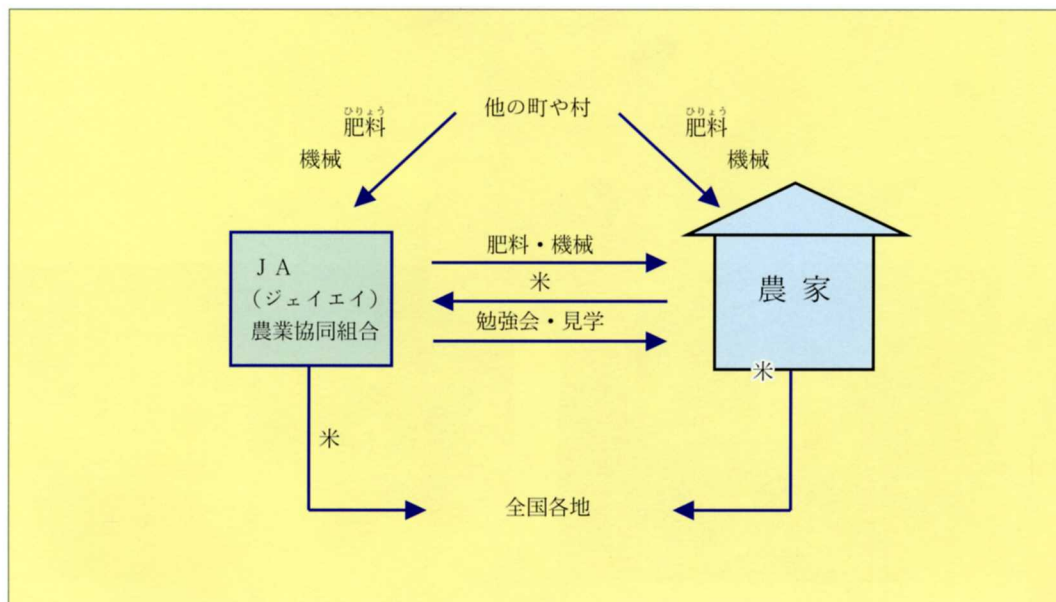 他の町や村
ひりょう
肥料
機械
ひりょう
肥料
機械
ＪＡ
（ジェイエイ）
農業協同組合
肥料・機械
米
勉強会・見学
農家
米
米
全国各地